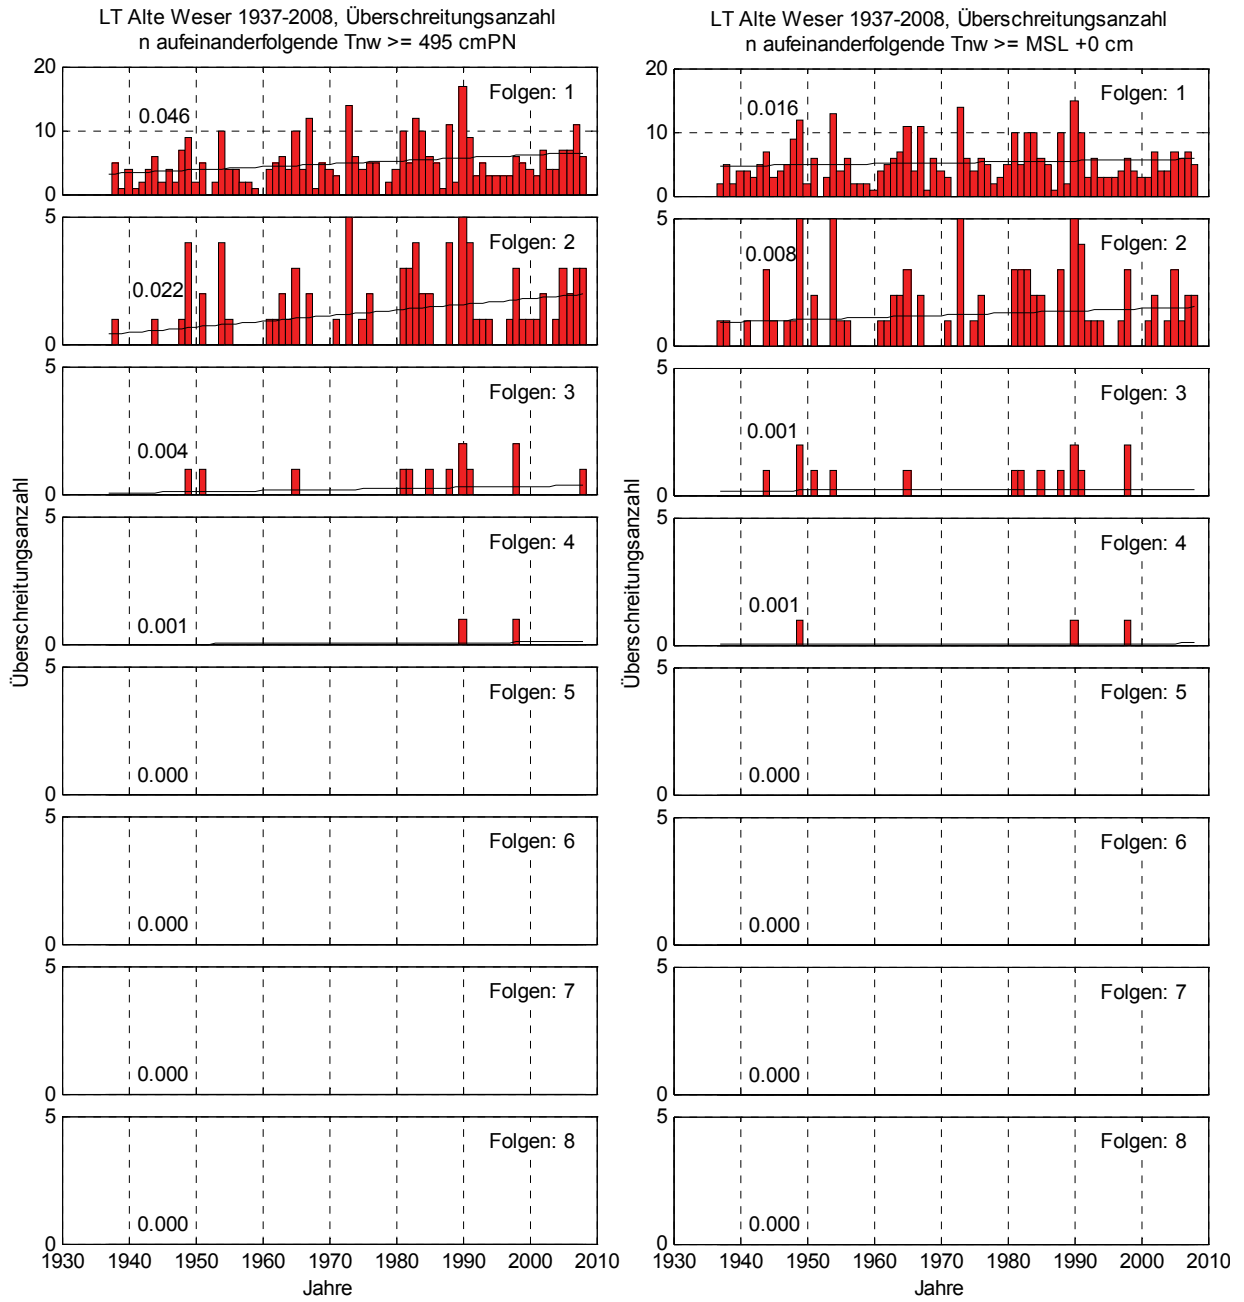 LT Alte Weser 1937-2008, Überschreitungsanzahl
n aufeinanderfolgende Tnw >= 495 cmPN
20
10
0
0.046
Folgen: 1
5
0
0.022
Folgen: 2
5
0
0.004
Folgen: 3
5
0
0.001
Folgen: 4
5
0
0.000
Folgen: 5
5
0
0.000
Folgen: 6
5
0
0.000
Folgen: 7
5
0
0.000
Folgen: 8
Überschreitungsanzahl
1930 1940 1950 1960 1970 1980 1990 2000 2010
Jahre
LT Alte Weser 1937-2008, Überschreitungsanzahl
n aufeinanderfolgende Tnw >= MSL +0 cm
20
10
0
0.016
Folgen: 1
5
0
0.008
Folgen: 2
5
0
0.001
Folgen: 3
5
0
0.001
Folgen: 4
5
0
0.000
Folgen: 5
5
0
0.000
Folgen: 6
5
0
0.000
Folgen: 7
5
0
0.000
Folgen: 8
Überschreitungsanzahl
1930 1940 1950 1960 1970 1980 1990 2000 2010
Jahre